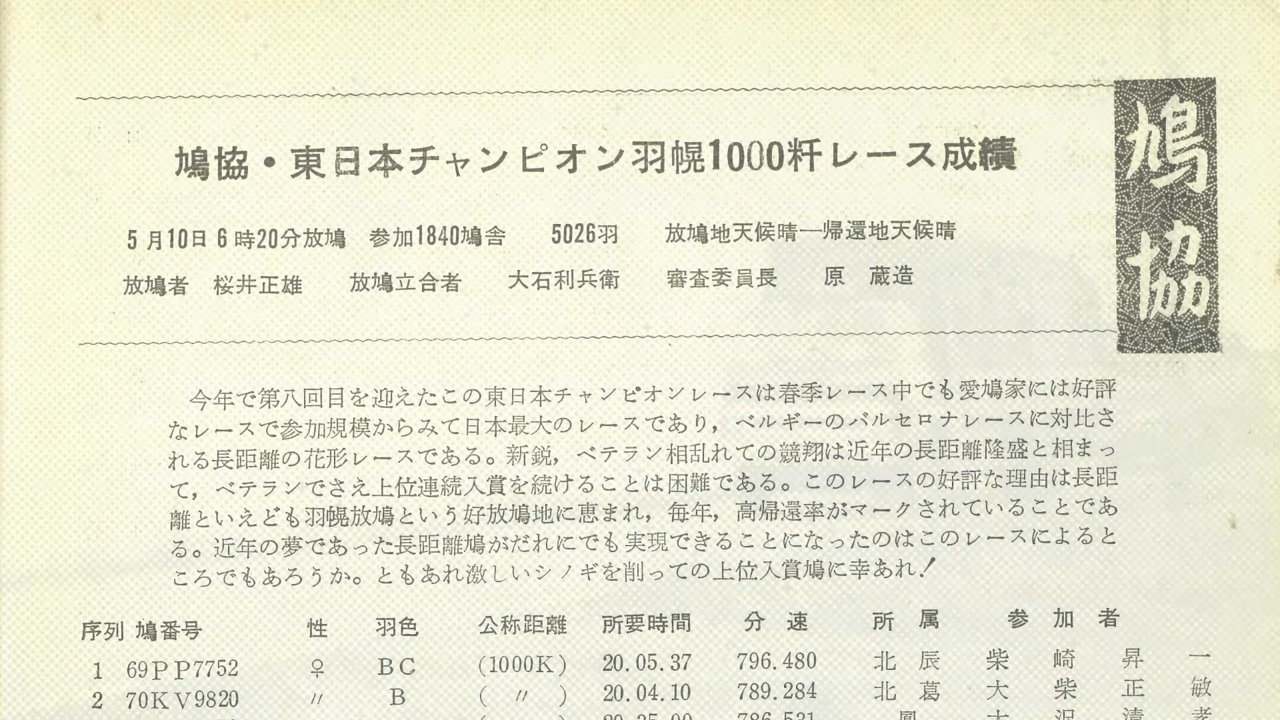 鳩協
鳩協・東日本チャンピオン羽幌1000粁レース成績
5月10日6時20分放鳩 参加1840鳩舎 5026羽 放鳩地天候晴―帰還地天候晴
放鳩者 桜井正雄 放鳩立合者 大石利兵衛 審査委員長 原 蔵造
今年で第八回目を迎えたこの東日本チャンピオンレースは春季レース中でも愛鳩家には好評
なレースで参加規模からみて日本最大のレースであり，ベルギーのバルセロナレースに対比さ
れる長距離の花形レースである。新鋭，ベテラン相乱れての競翔は近年の長距離隆盛と相まっ
て，ベテランでさえ上位連続入賞を続けることは困難である。このレースの好評な理由は長距
離といえども羽幌放鳩という好放鳩地に恵まれ，毎年，高帰還率がマークされていることであ
る。近年の夢であった長距離鳩がだれにでも実現できることになったのはこのレースによると
ころでもあろうか。ともあれ激しいシノギを削っての上位入賞鳩に幸あれ！
序列 鳩番号 性 羽色 公称距離 所要時間 分速 所属 参加者
1 69PP7752 ♀ BC (1000K) 20.05.37 796.480 北辰 柴崎昇一
2 70KV9820 〃 B (〃) 20.04.10 789.284 北葛 大柴正敏